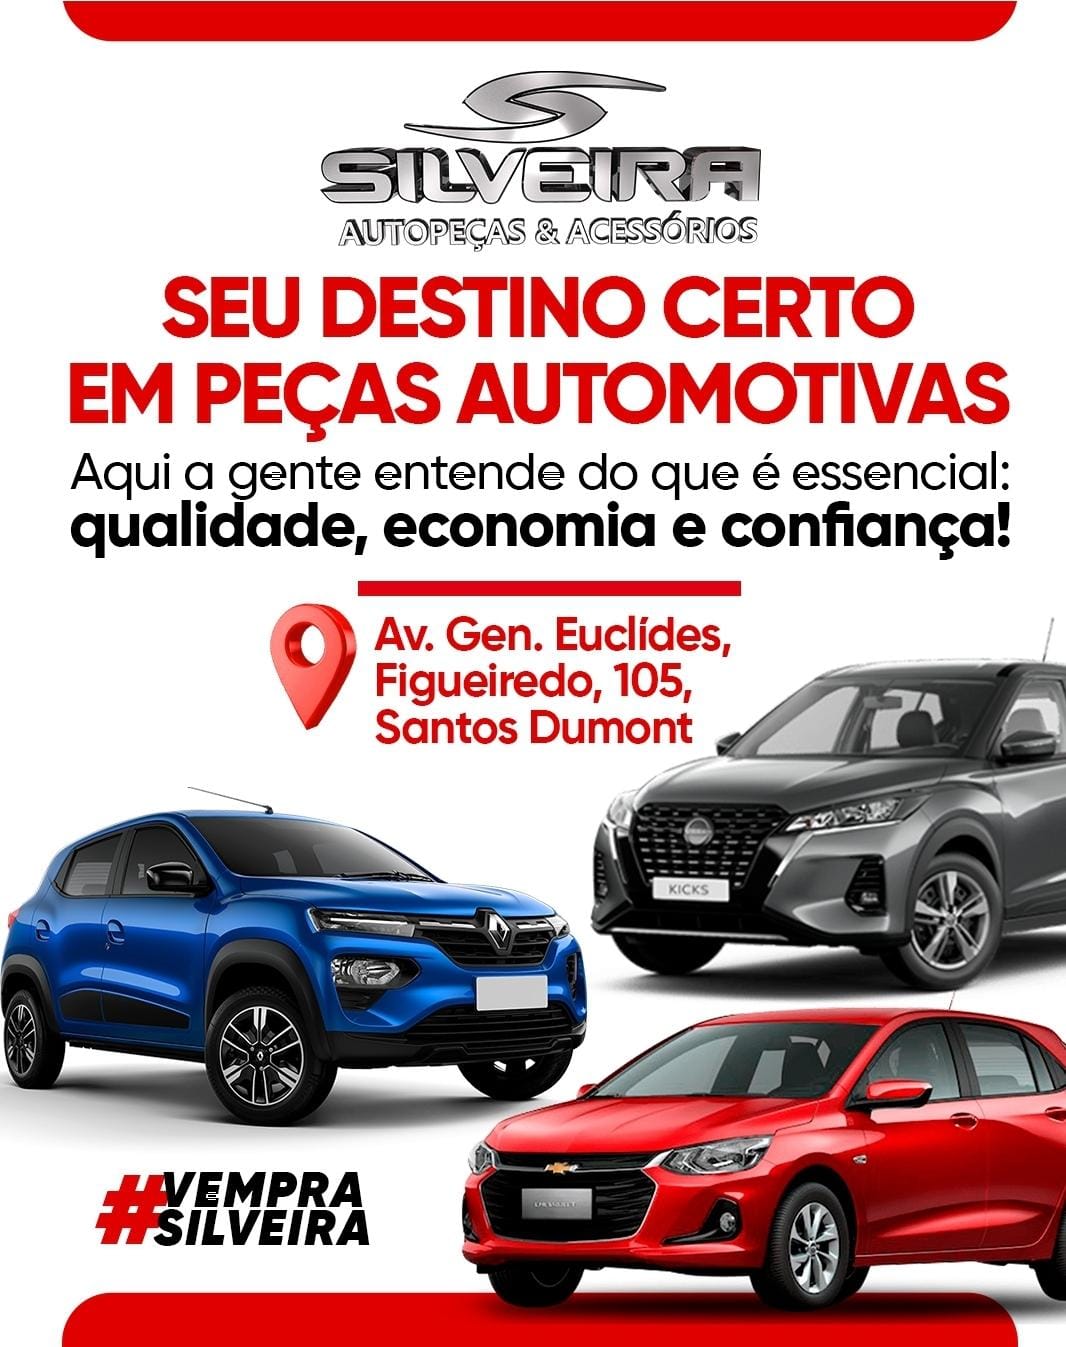 SILVEIRA
AUTOPEÇAS & ACESSÓRIOS
SEU DESTINO CERTO
EM PEÇAS AUTOMOTIVAS
Aqui a gente entende do que é essencial:
qualidade, economia e confiança!
Av. Gen. Euclídes,
Figueiredo, 105,
Santos Dumont
KICKS
CHEVROLET
#VEMPRA
SILVEIRA